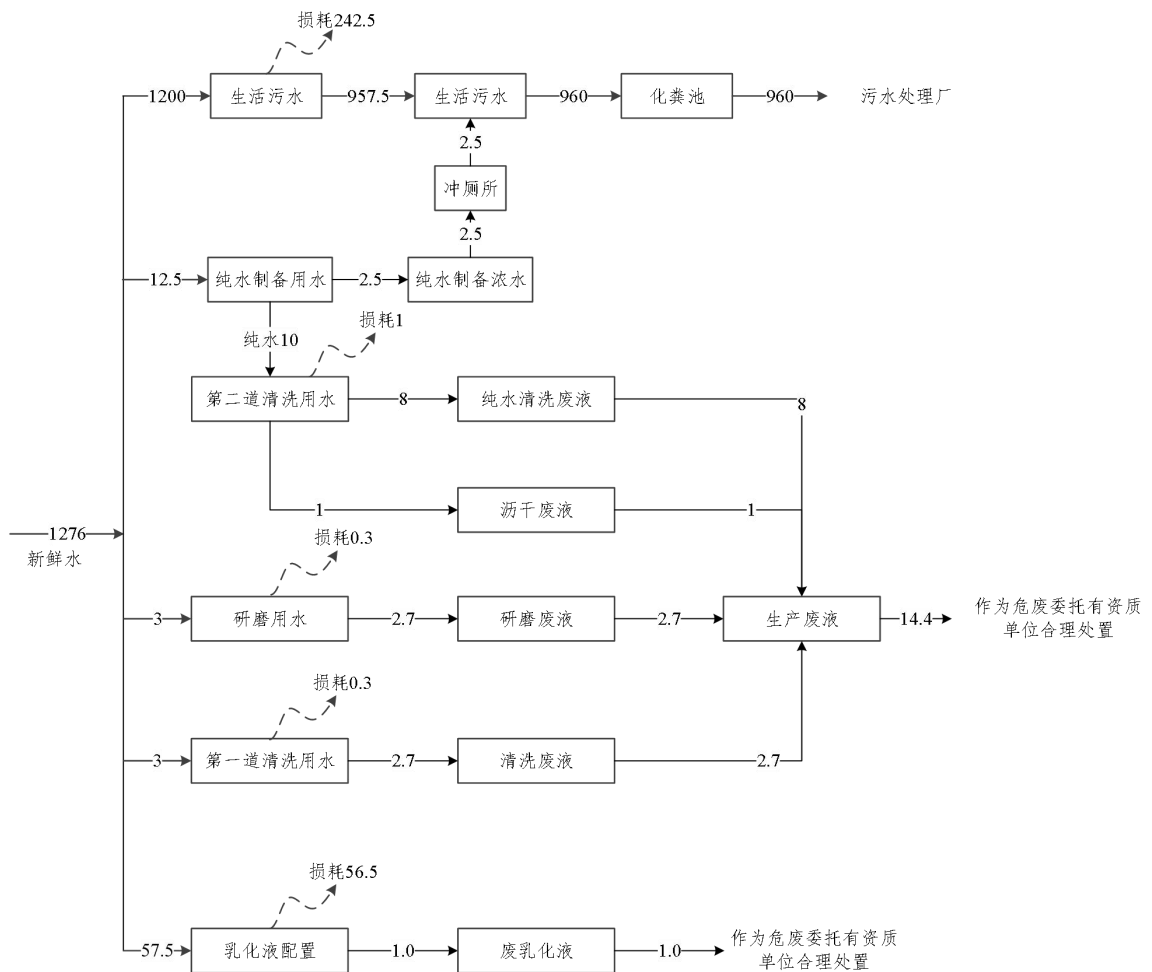 损耗242.5
1200
生活污水
957.5
生活污水
960
化粪池
960
污水处理厂
2.5
冲厕所
2.5
12.5
纯水制备用水
2.5
纯水制备浓水
纯水10
损耗1
第二道清洗用水
8
纯水清洗废液
8
1
沥干废液
1
1276
新鲜水
损耗0.3
3
研磨用水
2.7
研磨废液
2.7
生产废液
14.4
作为危废委托有资质
单位合理处置
损耗0.3
3
第一道清洗用水
2.7
清洗废液
2.7
损耗56.5
57.5
乳化液配置
1.0
废乳化液
1.0
作为危废委托有资质
单位合理处置